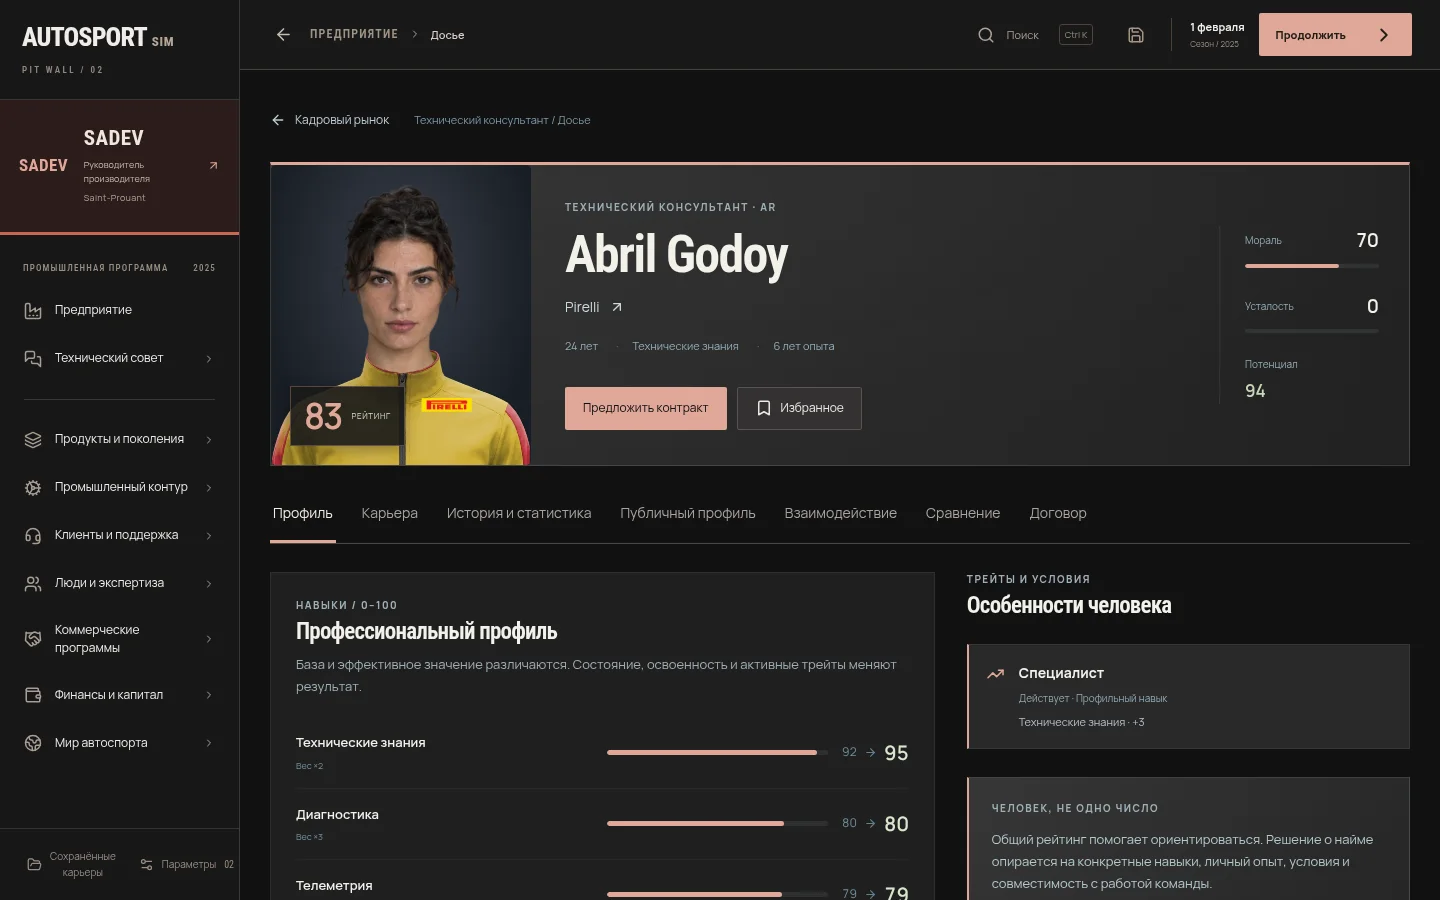 AUTOSPORT SIM
PIT WALL / 02
SADEV
SADEV
Руководитель
производителя
Saint-Prouant
ПРОМЫШЛЕННАЯ ПРОГРАММА 2025
Предприятие
Технический совет
Продукты и поколения
Промышленный контур
Клиенты и поддержка
Люди и экспертиза
Коммерческие
программы
Финансы и капитал
Мир автоспорта
Сохранённые
карьеры
Параметры 02
ПРЕДПРИЯТИЕ
Досье
Поиск
Ctrl K
1 февраля
Сезон / 2025
Продолжить
Кадровый рынок
Технический консультант / Досье
PIRELLI
83 РЕЙТИНГ
ТЕХНИЧЕСКИЙ КОНСУЛЬТАНТ · AR
Abril Godoy
Pirelli
24 лет · Технические знания · 6 лет опыта
Предложить контракт
Избранное
Мораль 70
Усталость 0
Потенциал
94
Профиль
Карьера
История и статистика
Публичный профиль
Взаимодействие
Сравнение
Договор
НАВЫКИ / 0–100
Профессиональный профиль
База и эффективное значение различаются. Состояние, освоенность и активные трейты меняют
результат.
Технические знания
Вес ×2
92 → 95
Диагностика
Вес ×3
80 → 80
Телеметрия
79 → 79
ТРЕЙТЫ И УСЛОВИЯ
Особенности человека
Специалист
Действует · Профильный навык
Технические знания · +3
ЧЕЛОВЕК, НЕ ОДНО ЧИСЛО
Общий рейтинг помогает ориентироваться. Решение о найме
опирается на конкретные навыки, личный опыт, условия и
совместимость с работой команды.